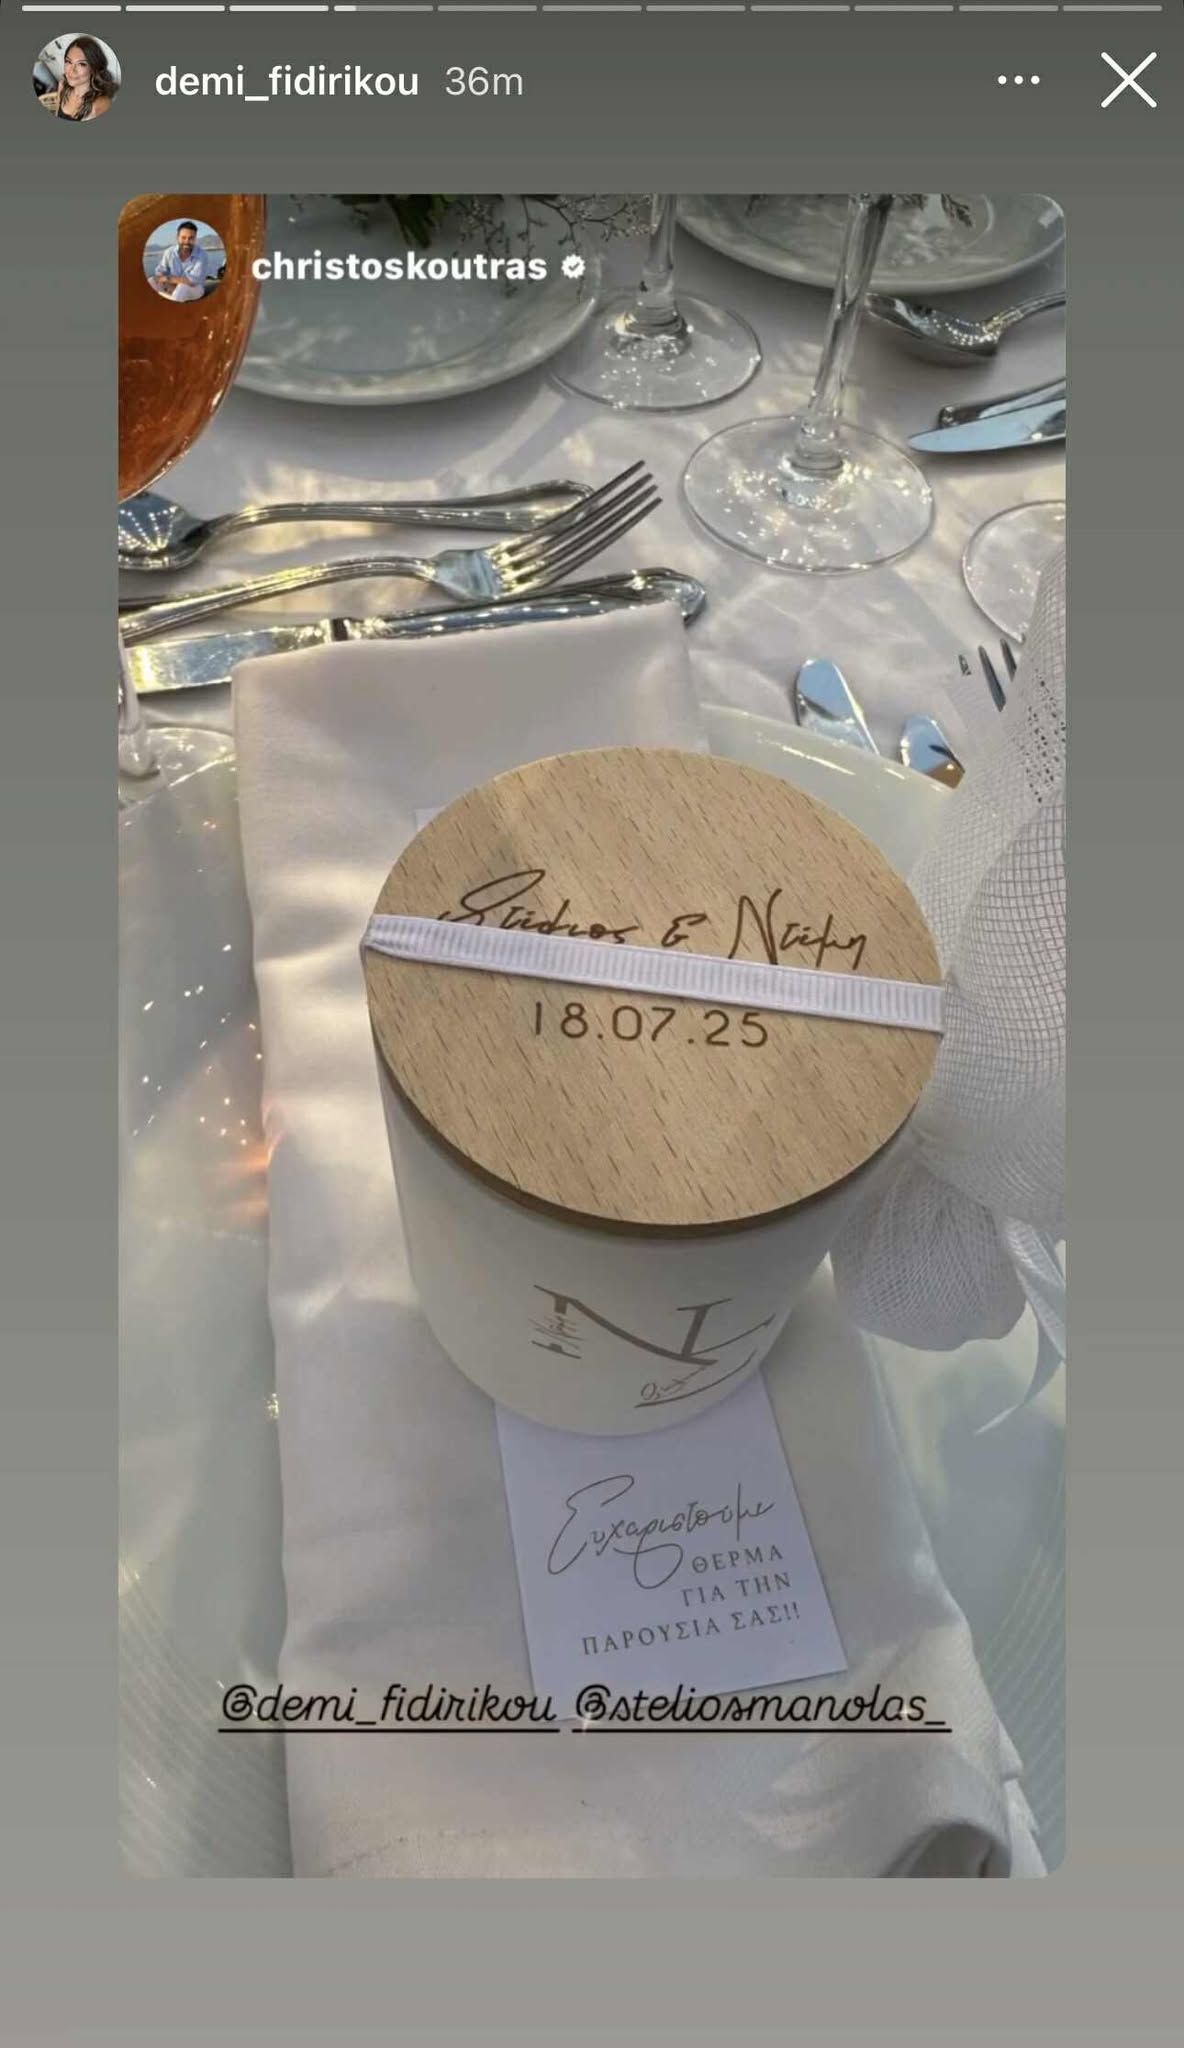 demi_fidirikou 36m
christoskoutras
Στέλιος & Ντέμη
18.07.25
Ευχαριστούμε
ΘΕΡΜΑ
ΓΙΑ ΤΗΝ
ΠΑΡΟΥΣΙΑ ΣΑΣ!!
@demi_fidirikou @steliosmanolas_